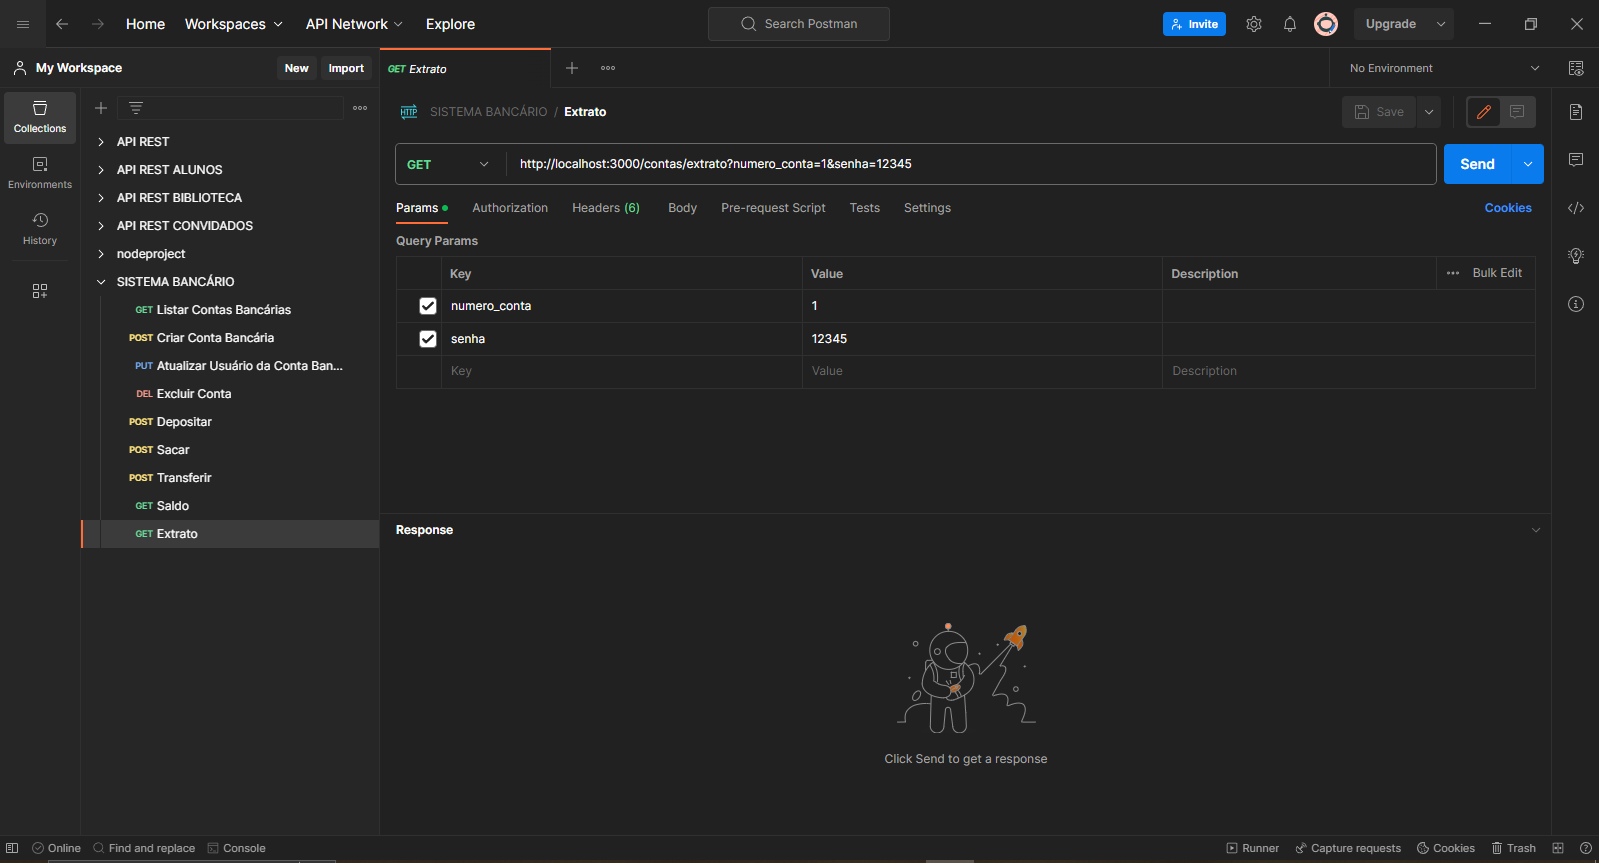 Home Workspaces API Network Explore Search Postman Invite Upgrade
My Workspace New Import GET Extrato No Environment
Collections
Environments
History
API REST
API REST ALUNOS
API REST BIBLIOTECA
API REST CONVIDADOS
nodeproject
SISTEMA BANCÁRIO
GET Listar Contas Bancárias
POST Criar Conta Bancária
PUT Atualizar Usuário da Conta Ban...
DEL Excluir Conta
POST Depositar
POST Sacar
POST Transferir
GET Saldo
GET Extrato
HTTP SISTEMA BANCÁRIO / Extrato Save
GET http://localhost:3000/contas/extrato?numero_conta=1&senha=12345 Send
Params Authorization Headers (6) Body Pre-request Script Tests Settings Cookies
Query Params
Key Value Description Bulk Edit
numero_conta 1
senha 12345
Key Value Description
Response
Click Send to get a response
Online Find and replace Console Runner Capture requests Cookies Trash